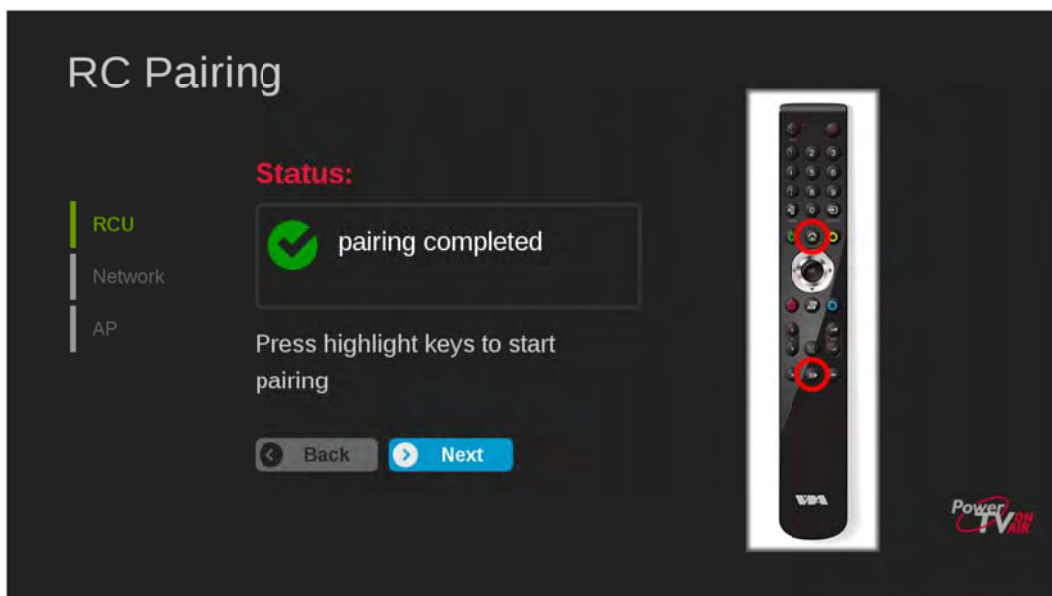 RC Pairing
Status:
RCU
pairing completed
Network
AP
Press highlight keys to start
pairing
Back
Next
Power
TV ON
AIR